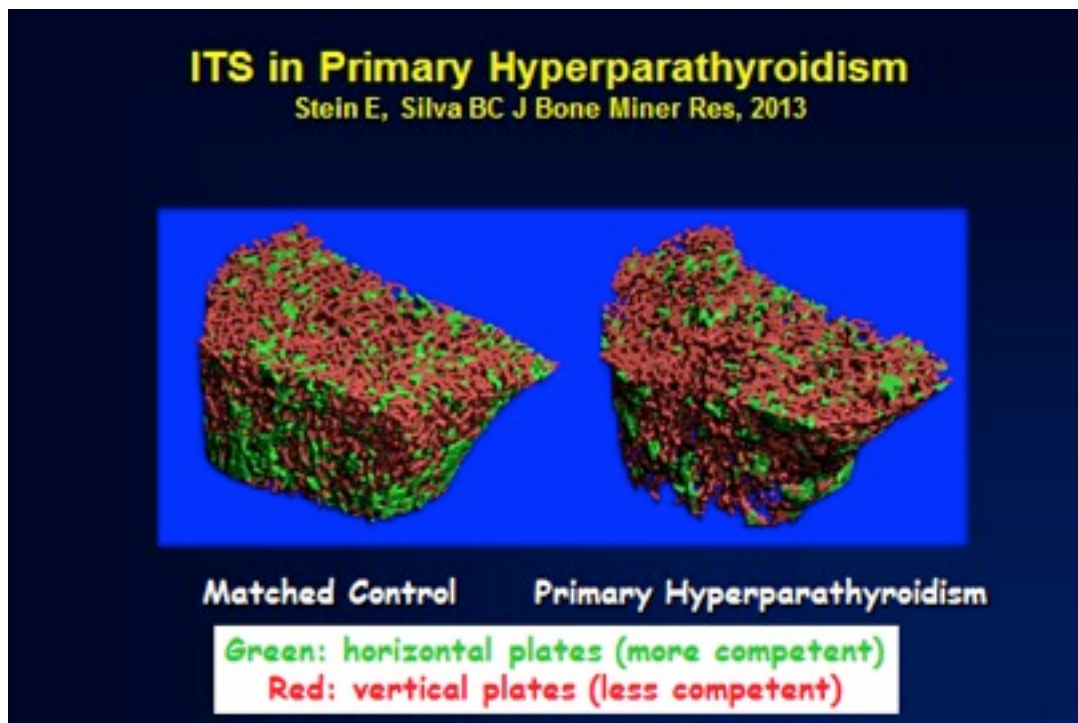 ITS in Primary Hyperparathyroidism
Stein E, Silva BC J Bone Miner Res, 2013
Matched Control
Primary Hyperparathyroidism
Green: horizontal plates (more competent)
Red: vertical plates (less competent)